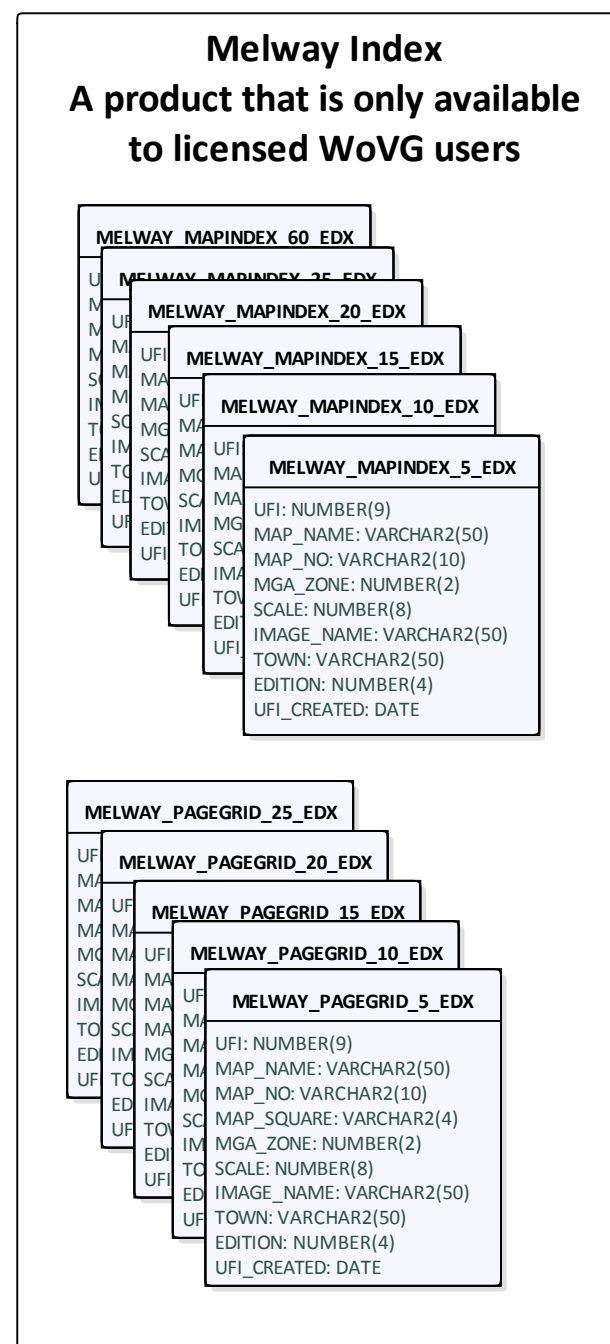 Melway Index
A product that is only available
to licensed WoVG users
MELWAY_MAPINDEX_60_EDX
MELWAY_MAPINDEX_25_EDX
MELWAY_MAPINDEX_20_EDX
MELWAY_MAPINDEX_15_EDX
MELWAY_MAPINDEX_10_EDX
MELWAY_MAPINDEX_5_EDX
UFI: NUMBER(9)
MAP_NAME: VARCHAR2(50)
MAP_NO: VARCHAR2(10)
MGA_ZONE: NUMBER(2)
SCALE: NUMBER(8)
IMAGE_NAME: VARCHAR2(50)
TOWN: VARCHAR2(50)
EDITION: NUMBER(4)
UFI_CREATED: DATE
MELWAY_PAGEGRID_25_EDX
MELWAY_PAGEGRID_20_EDX
MELWAY_PAGEGRID_15_EDX
MELWAY_PAGEGRID_10_EDX
MELWAY_PAGEGRID_5_EDX
UFI: NUMBER(9)
MAP_NAME: VARCHAR2(50)
MAP_NO: VARCHAR2(10)
MAP_SQUARE: VARCHAR2(4)
MGA_ZONE: NUMBER(2)
SCALE: NUMBER(8)
IMAGE_NAME: VARCHAR2(50)
TOWN: VARCHAR2(50)
EDITION: NUMBER(4)
UFI_CREATED: DATE